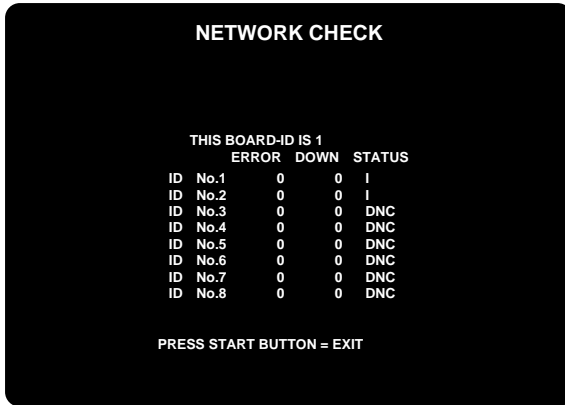 NETWORK CHECK
THIS BOARD-ID IS 1
ERROR DOWN STATUS
ID No.1 0 0 I
ID No.2 0 0 I
ID No.3 0 0 DNC
ID No.4 0 0 DNC
ID No.5 0 0 DNC
ID No.6 0 0 DNC
ID No.7 0 0 DNC
ID No.8 0 0 DNC
PRESS START BUTTON = EXIT